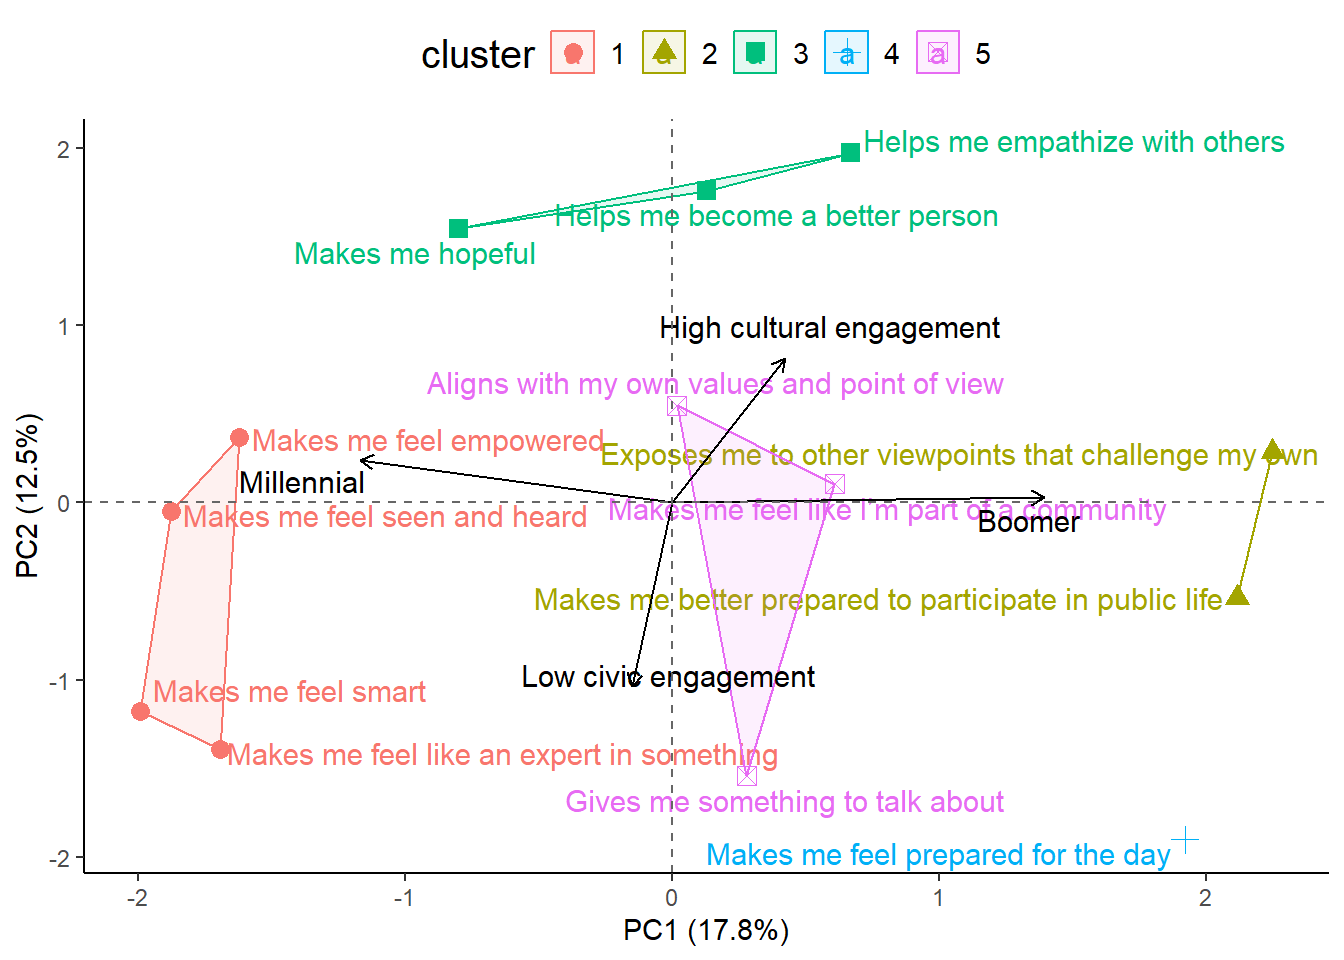 cluster a 1 a 2 a 3 a 4 a 5
2
Helps me empathize with others
Helps me become a better person
Makes me hopeful
1
High cultural engagement
Aligns with my own values and point of view
Makes me feel empowered
Exposes me to other viewpoints that challenge my own
Millennial
0
Makes me feel seen and heard
Makes me feel like I'm part of a community
Boomer
Makes me better prepared to participate in public life
Low civic engagement
-1
Makes me feel smart
Makes me feel like an expert in something
Gives me something to talk about
Makes me feel prepared for the day
-2
-2 -1 0 1 2
PC1 (17.8%)
PC2 (12.5%)